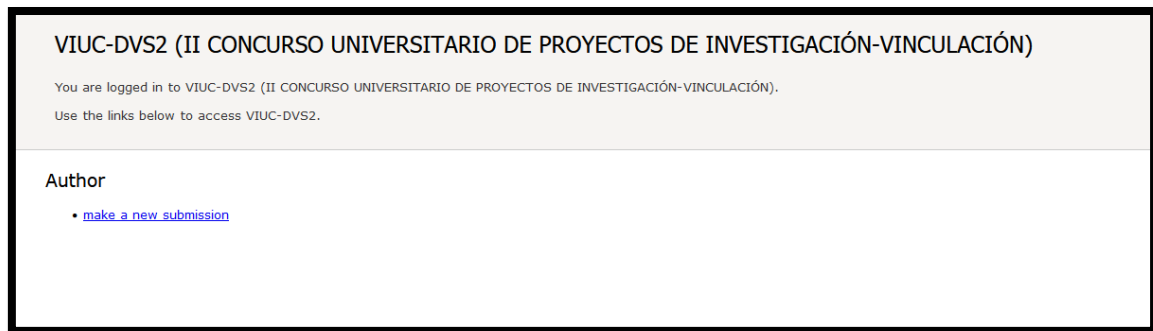 VIUC-DVS2 (II CONCURSO UNIVERSITARIO DE PROYECTOS DE INVESTIGACIÓN-VINCULACIÓN)
You are logged in to VIUC-DVS2 (II CONCURSO UNIVERSITARIO DE PROYECTOS DE INVESTIGACIÓN-VINCULACIÓN).
Use the links below to access VIUC-DVS2.
Author
• make a new submission